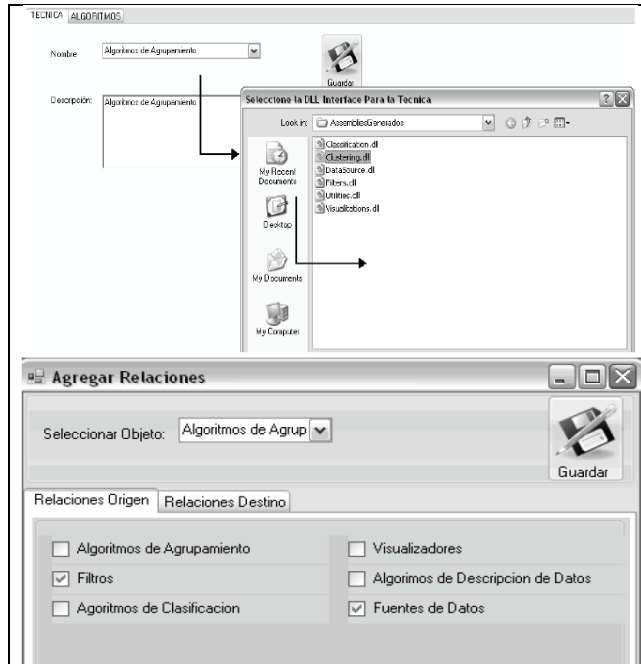 TECNICA ALGORITMOS
Nombre
Algoritmos de Agrupamiento
Guardar
Descripción:
Algoritmos de Agrupamiento
Seleccione la DLL Interface Para la Tecnica
Look in:
AssembliesGenerados
My Recent
Documents
Desktop
My Documents
My Computer
Classification.dll
Clustering.dll
DataSource.dll
Filters.dll
Utilities.dll
Visualizations.dll
Agregar Relaciones
Seleccionar Objeto:
Algoritmos de Agrup
Guardar
Relaciones Origen
Relaciones Destino
Algoritmos de Agrupamiento
Visualizadores
Filtros
Algorimos de Descripcion de Datos
Agoritmos de Clasificacion
Fuentes de Datos